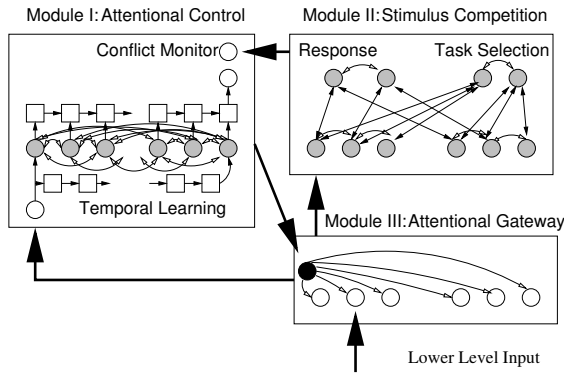 Module I: Attentional Control
Module II: Stimulus Competition
Conflict Monitor
Response
Task Selection
Temporal Learning
Module III: Attentional Gateway
Lower Level Input